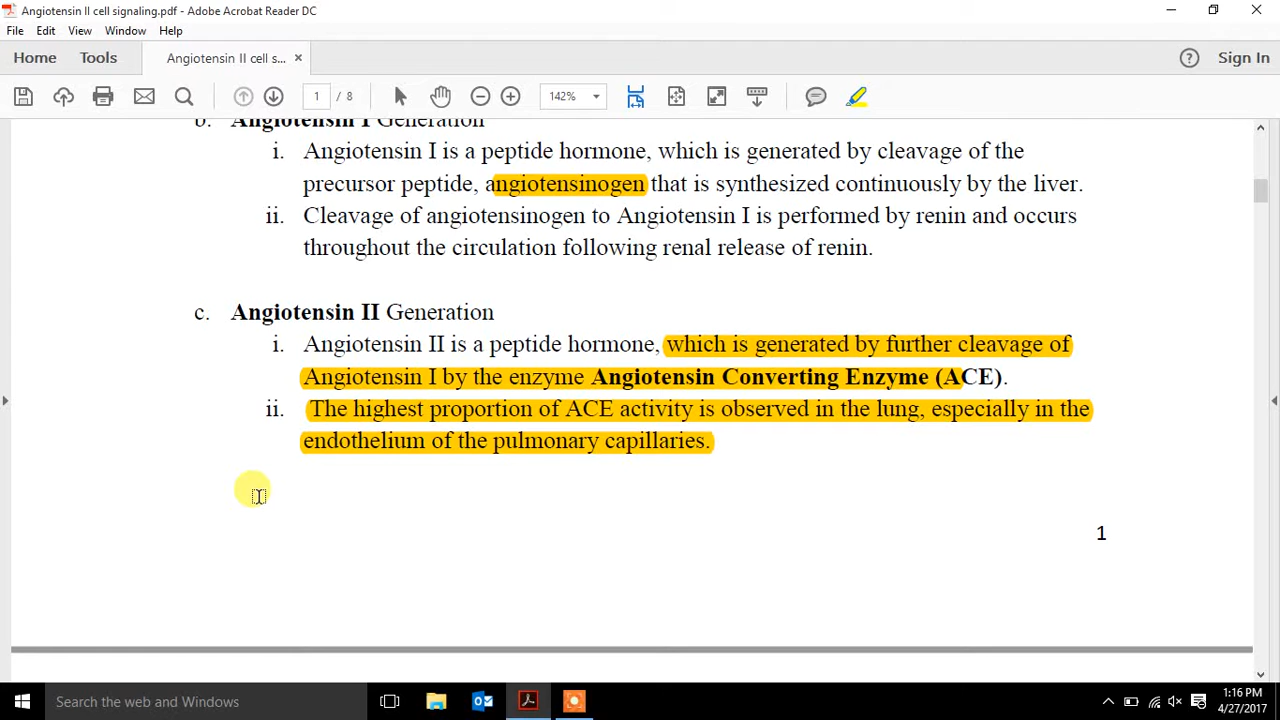 Angiotensin II cell signaling.pdf - Adobe Acrobat Reader DC
File Edit View Window Help
Home Tools Angiotensin II cell s... × Sign In
1 / 8 142%
b. Angiotensin I Generation
i. Angiotensin I is a peptide hormone, which is generated by cleavage of the
precursor peptide, angiotensinogen that is synthesized continuously by the liver.
ii. Cleavage of angiotensinogen to Angiotensin I is performed by renin and occurs
throughout the circulation following renal release of renin.
c. Angiotensin II Generation
i. Angiotensin II is a peptide hormone, which is generated by further cleavage of
Angiotensin I by the enzyme Angiotensin Converting Enzyme (ACE).
ii. The highest proportion of ACE activity is observed in the lung, especially in the
endothelium of the pulmonary capillaries.
1
Search the web and Windows
1:16 PM
4/27/2017